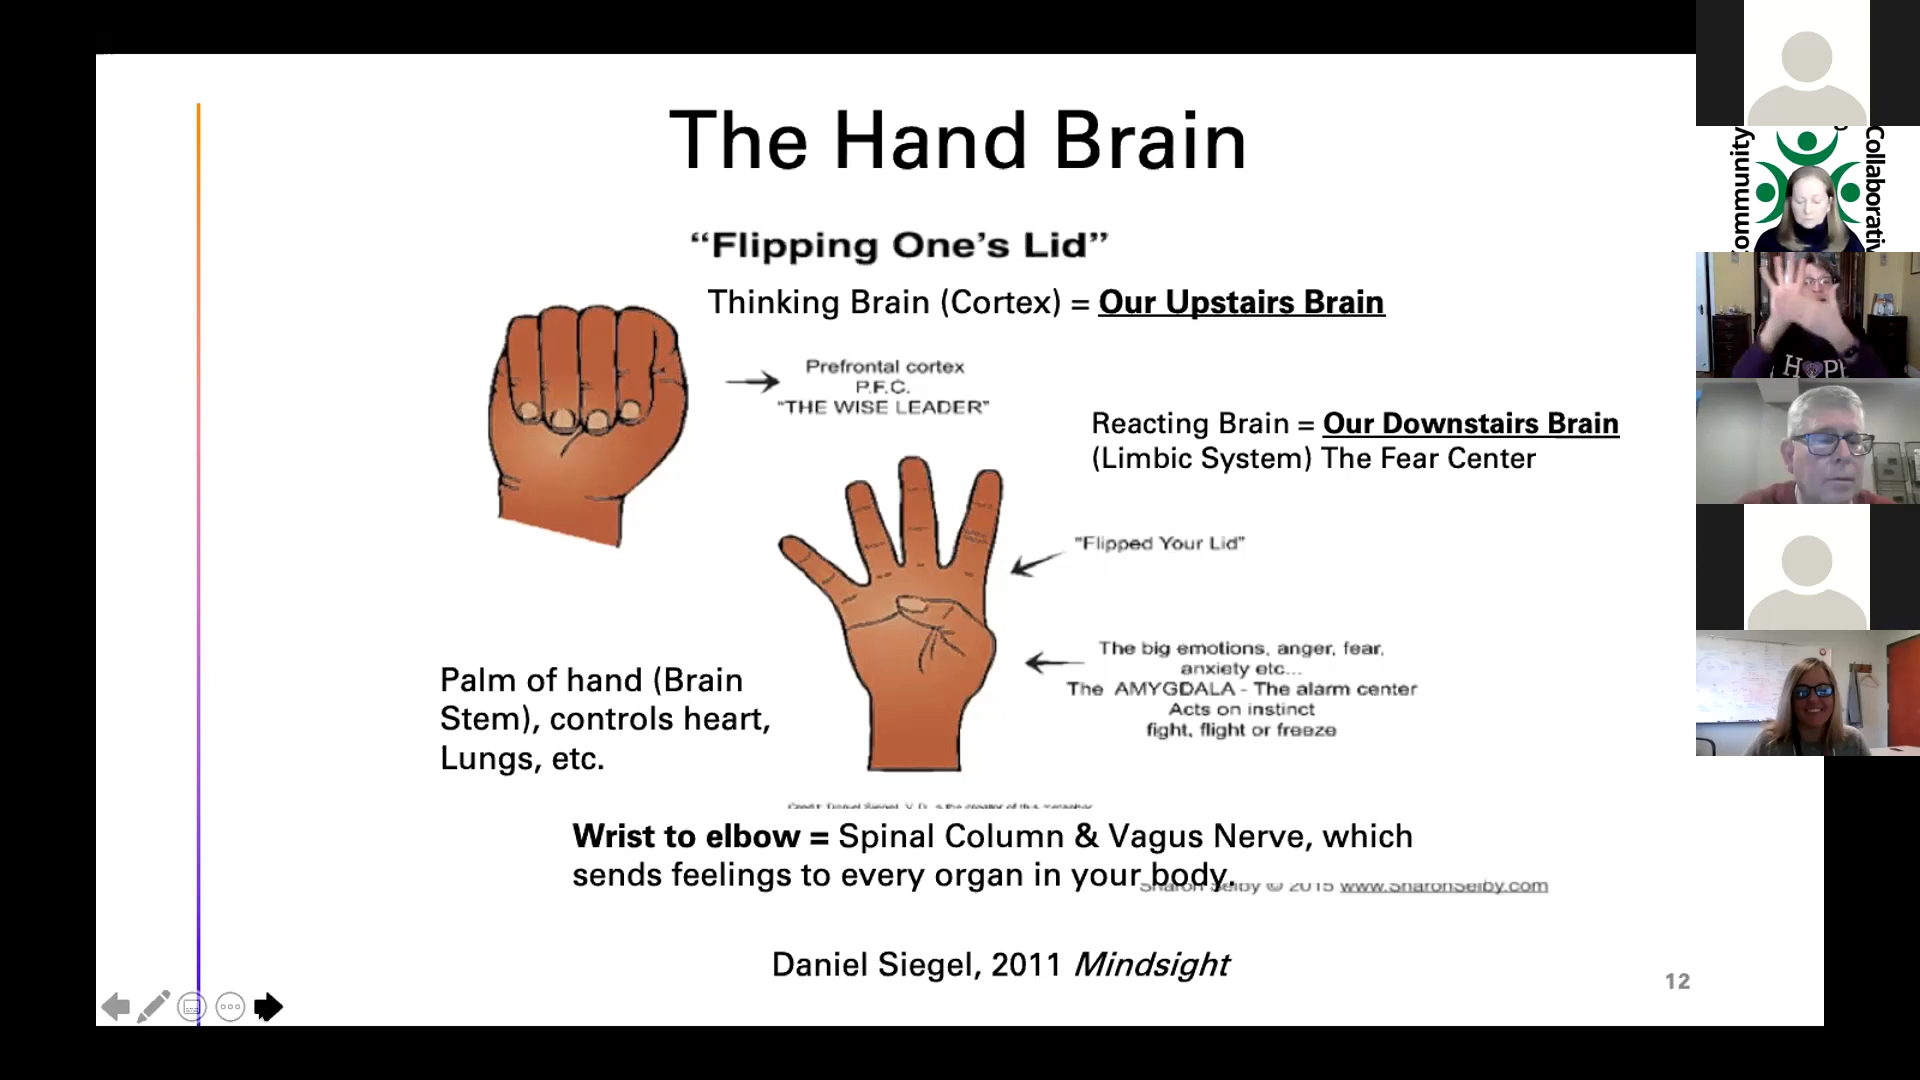 The Hand Brain
“Flipping One’s Lid”
Thinking Brain (Cortex) = Our Upstairs Brain
Prefrontal cortex
P.F.C.
"THE WISE LEADER"
Reacting Brain = Our Downstairs Brain
(Limbic System) The Fear Center
"Flipped Your Lid"
The big emotions, anger, fear,
anxiety etc...
The AMYGDALA - The alarm center
Acts on instinct
fight, flight or freeze
Palm of hand (Brain
Stem), controls heart,
Lungs, etc.
Wrist to elbow = Spinal Column & Vagus Nerve, which
sends feelings to every organ in your body.
Sharon Selby © 2015 www.SharonSelby.com
Daniel Siegel, 2011 Mindsight
12
ommunity
Collaborativ
HOPE